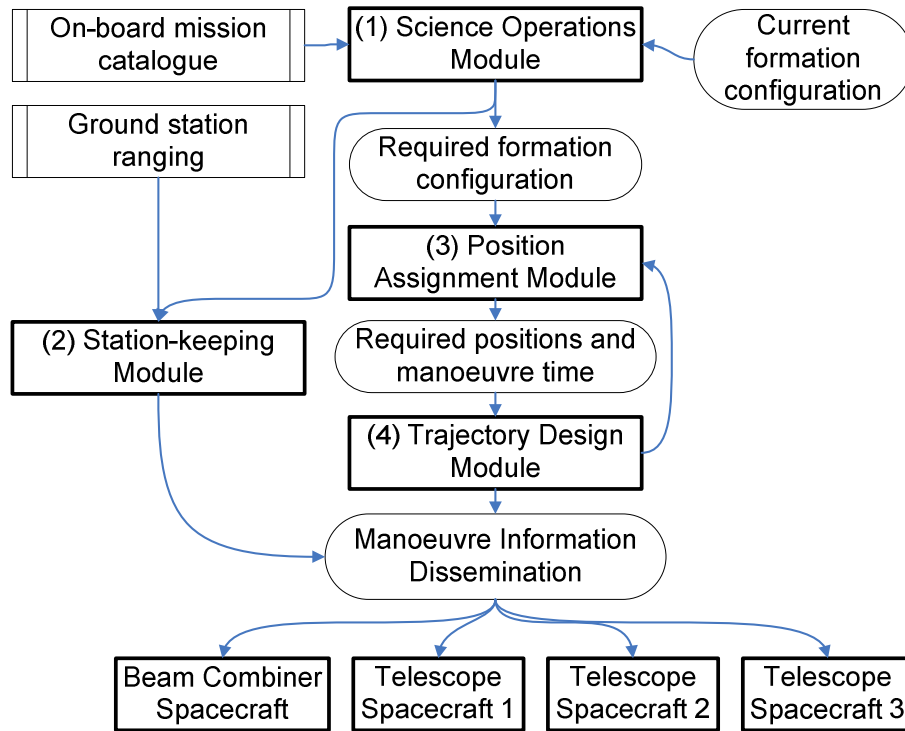 On-board mission
catalogue
(1) Science Operations
Module
Current
formation
configuration
Ground station
ranging
Required formation
configuration
(3) Position
Assignment Module
(2) Station-keeping
Module
Required positions and
manoeuvre time
(4) Trajectory Design
Module
Manoeuvre Information
Dissemination
Beam Combiner
Spacecraft
Telescope
Spacecraft 1
Telescope
Spacecraft 2
Telescope
Spacecraft 3